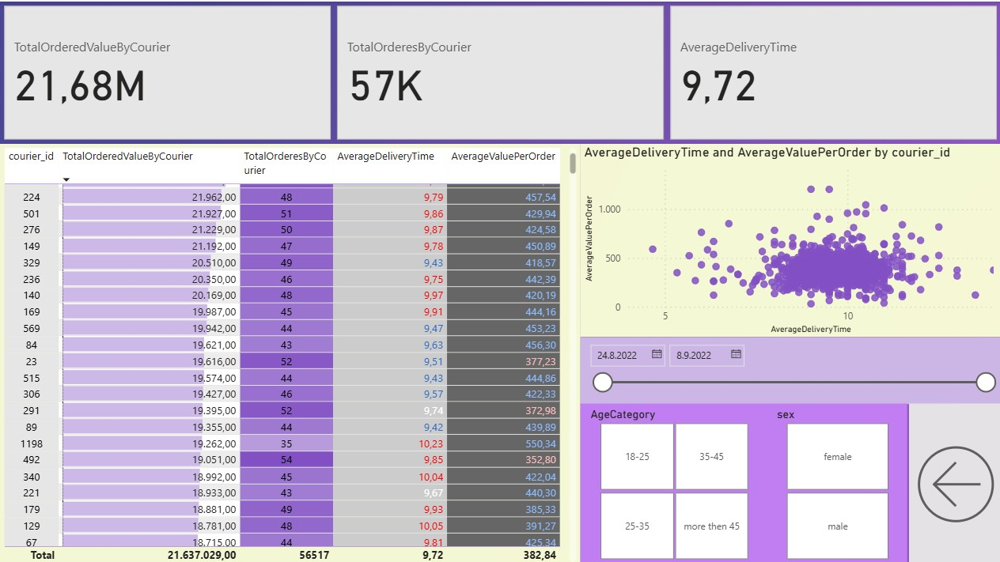 TotalOrderedValueByCourier
21,68M
TotalOrderesByCourier
57K
AverageDeliveryTime
9,72
courier_id TotalOrderedValueByCourier TotalOrderesByCo AverageDeliveryTime AverageValuePerOrder
urier
224 21.962,00 48 9,79 457,54
501 21.927,00 51 9,86 429,94
276 21.229,00 50 9,87 424,58
149 21.192,00 47 9,78 450,89
329 20.510,00 49 9,43 418,57
236 20.350,00 46 9,75 442,39
140 20.169,00 48 9,97 420,19
169 19.987,00 45 9,91 444,16
569 19.942,00 44 9,47 453,23
84 19.621,00 43 9,63 456,30
23 19.616,00 52 9,51 377,23
515 19.574,00 44 9,43 444,86
306 19.427,00 46 9,57 422,33
291 19.395,00 52 9,74 372,98
89 19.355,00 44 9,42 439,89
1198 19.262,00 35 10,23 550,34
492 19.051,00 54 9,85 352,80
340 18.992,00 45 10,04 422,04
221 18.933,00 43 9,67 440,30
179 18.881,00 49 9,93 385,33
129 18.781,00 48 10,05 391,27
67 18.715,00 44 9,81 425,34
Total 21.637.029,00 56517 9,72 382,84
AverageDeliveryTime and AverageValuePerOrder by courier_id
AverageValuePerOrder
1.000
500
0
5 10
AverageDeliveryTime
24.8.2022 8.9.2022
AgeCategory sex
18-25 35-45 female
25-35 more then 45 male